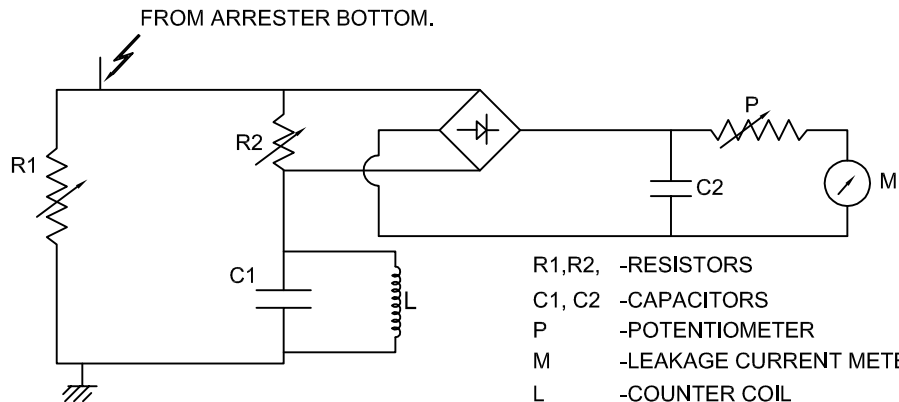 FROM ARRESTER BOTTOM.
P
R2
R1
C2
M
C1
L
R1,R2, -RESISTORS
C1, C2 -CAPACITORS
P -POTENTIOMETER
M -LEAKAGE CURRENT METE
L -COUNTER COIL